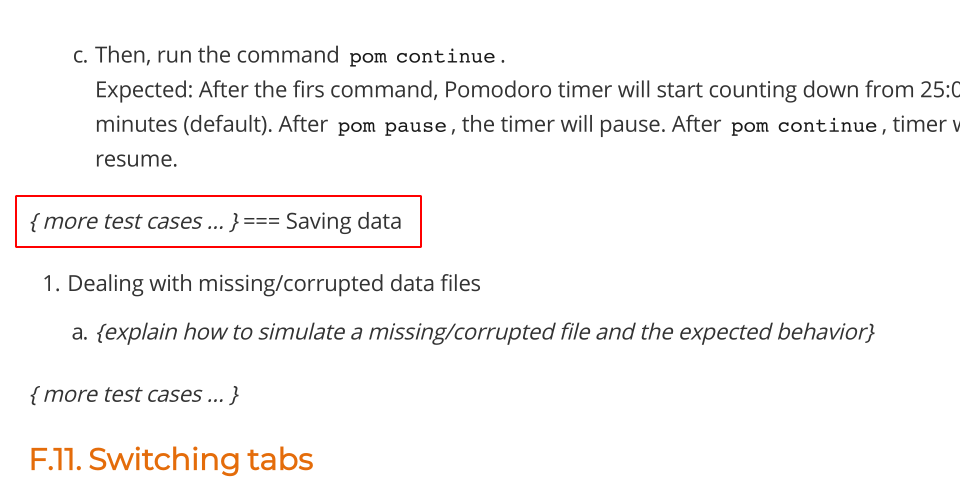 c. Then, run the command pom continue.
Expected: After the firs command, Pomodoro timer will start counting down from 25:0
minutes (default). After pom pause, the timer will pause. After pom continue, timer
resume.
{ more test cases … } === Saving data
1. Dealing with missing/corrupted data files
a. {explain how to simulate a missing/corrupted file and the expected behavior}
{ more test cases … }
F.11. Switching tabs